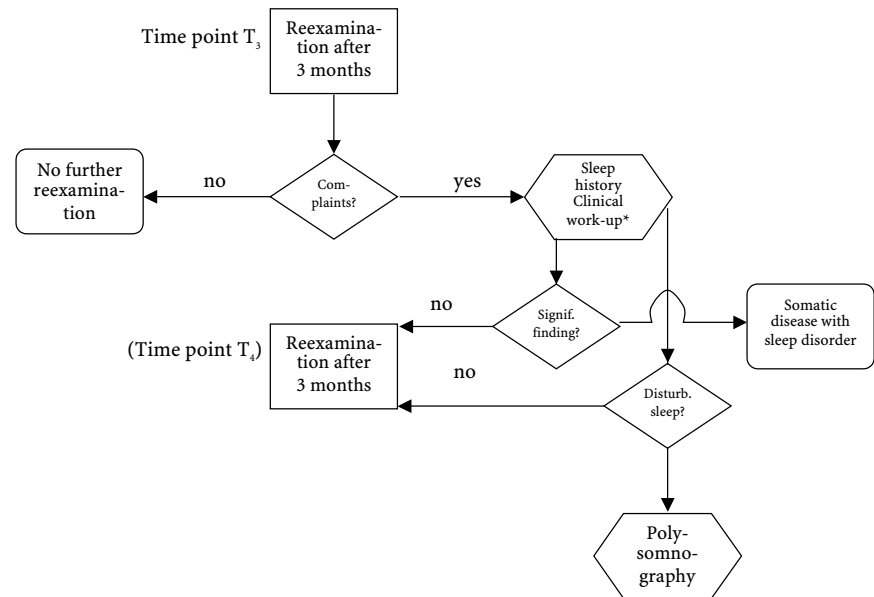 Time point T₃
Reexamina-
tion after
3 months
No further
reexamina-
tion
no
Com-
plaints?
yes
Sleep
history
Clinical
work-up*
no
Signif.
finding?
Somatic
disease with
sleep disorder
(Time point T₄)
Reexamina-
tion after
3 months
no
Disturb.
sleep?
Poly-
somno-
graphy